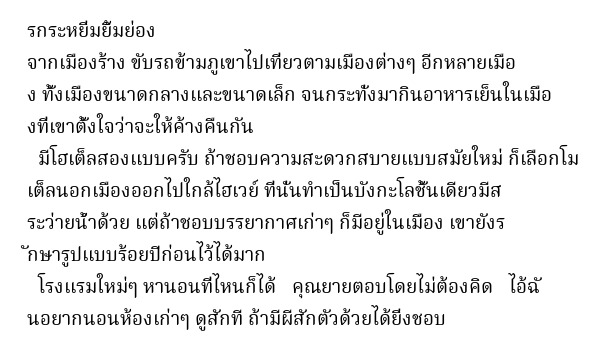 รกระหยิ่มยิ้มย่อง
จากเมืองร้าง ขับรถข้ามภูเขาไปเที่ยวตามเมืองต่างๆ อีกหลายเมือ
ง ทั้งเมืองขนาดกลางและขนาดเล็ก จนกระทั่งมากินอาหารเย็นในเมือ
งที่เขาตั้งใจว่าจะให้ค้างคืนกัน
มีโฮเต็ลสองแบบครับ ถ้าชอบความสะดวกสบายแบบสมัยใหม่ ก็เลือกโม
เต็ลนอกเมืองออกไปใกล้ไฮเวย์ ที่นั่นทำเป็นบังกะโลชั้นเดียวมีส
ระว่ายน้ำด้วย แต่ถ้าชอบบรรยากาศเก่าๆ ก็มีอยู่ในเมือง เขายังร
ักษารูปแบบร้อยปีก่อนไว้ได้มาก
โรงแรมใหม่ๆ หานอนที่ไหนก็ได้ คุณยายตอบโดยไม่ต้องคิด ไอ้ฉั
นอยากนอนห้องเก่าๆ ดูสักที ถ้ามีผีสักตัวด้วยได้ยิ่งชอบ